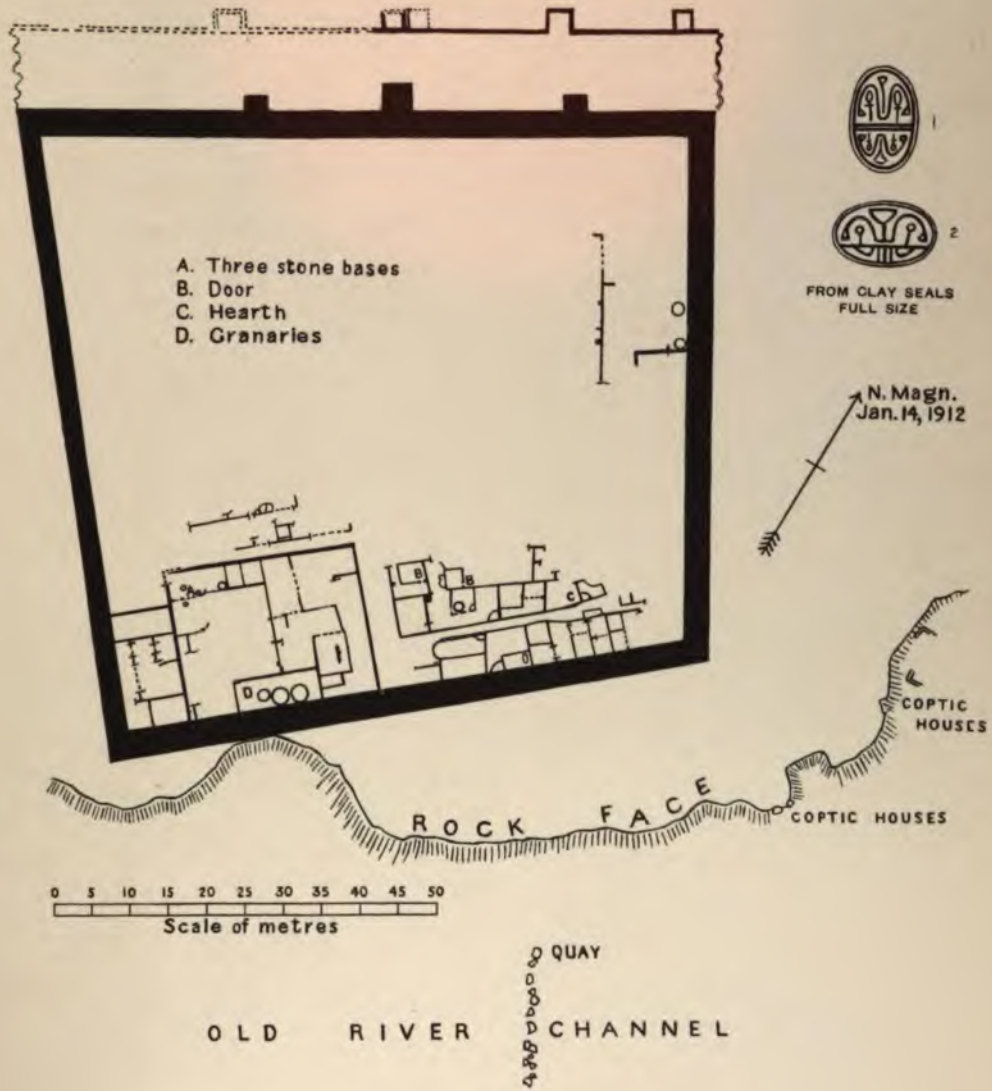 A. Three stone bases
B. Door
C. Hearth
D. Granaries
1
2
FROM CLAY SEALS
FULL SIZE
N. Magn.
Jan. 14, 1912
A
B
B
C
D
D
COPTIC
HOUSES
ROCK FACE
COPTIC HOUSES
0 5 10 15 20 25 30 35 40 45 50
Scale of metres
QUAY
OLD RIVER CHANNEL